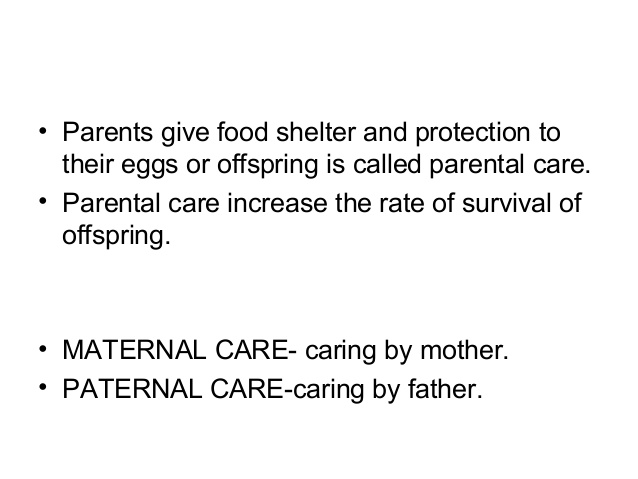 • Parents give food shelter and protection to
their eggs or offspring is called parental care.
• Parental care increase the rate of survival of
offspring.
• MATERNAL CARE- caring by mother.
• PATERNAL CARE-caring by father.